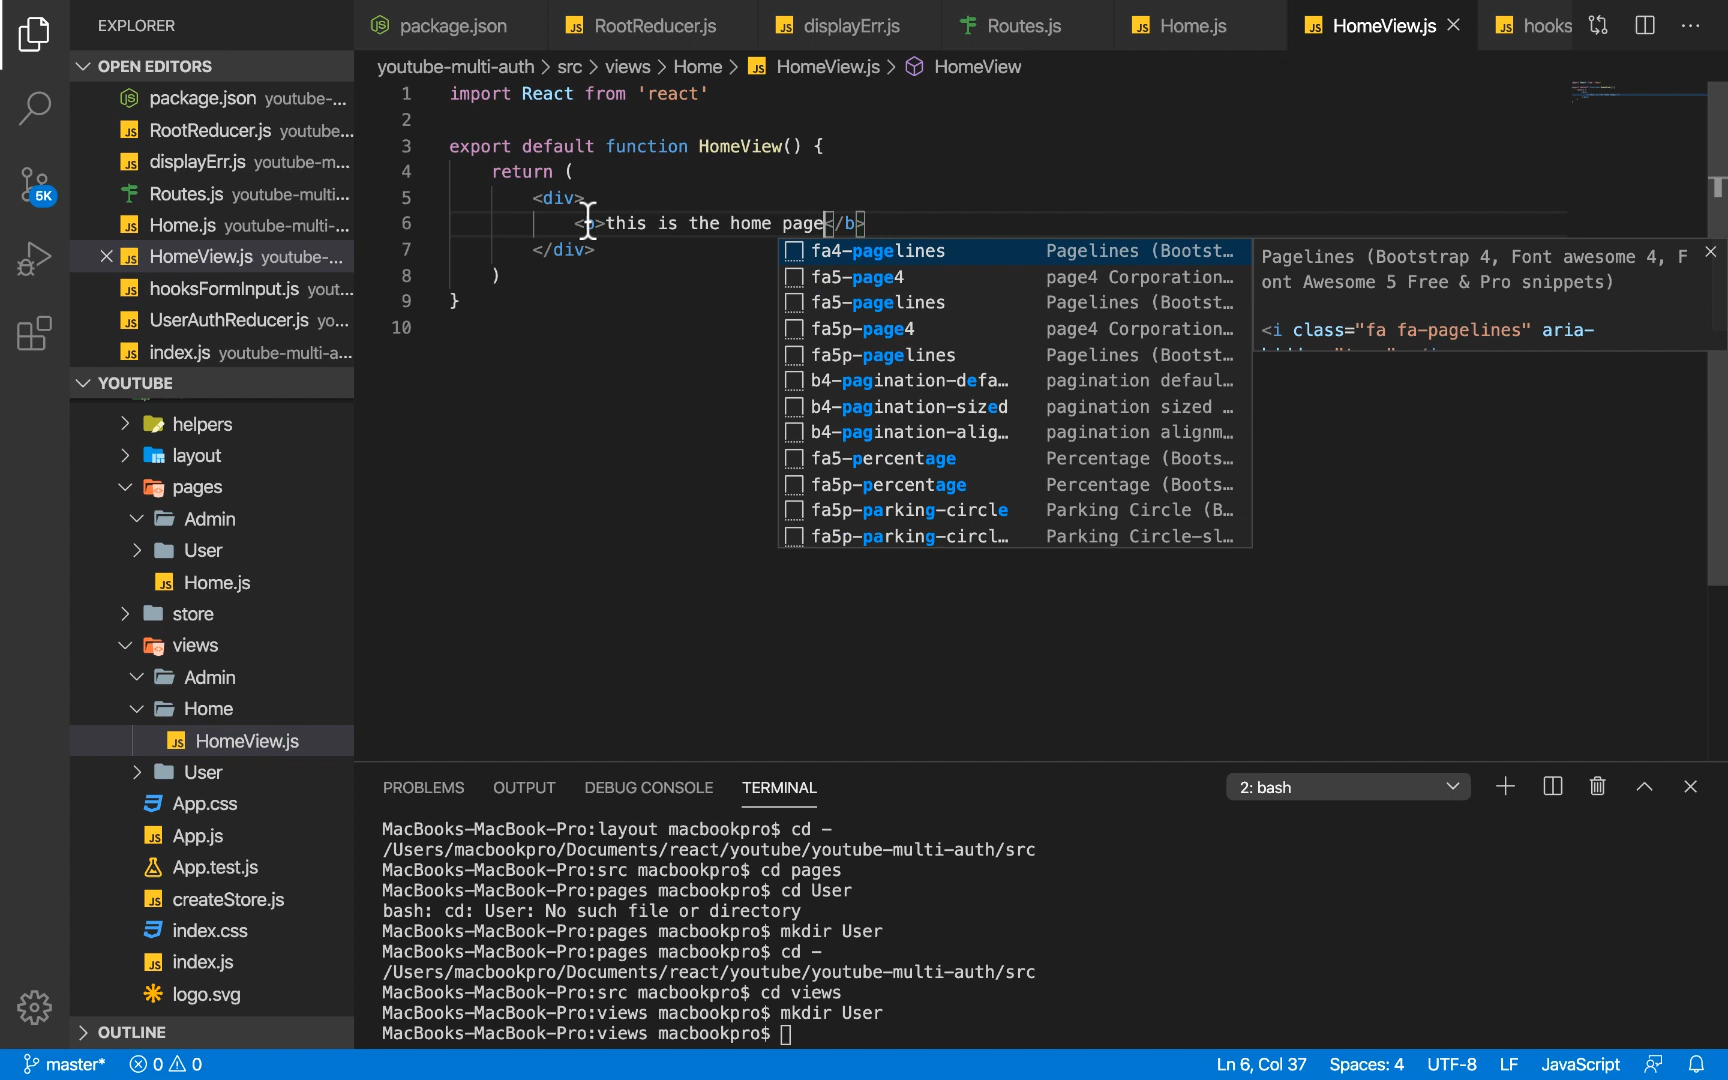 EXPLORER
package.json
RootReducer.js
displayErr.js
Routes.js
Home.js
HomeView.js
hooks
OPEN EDITORS
package.json youtube-...
RootReducer.js youtube...
displayErr.js youtube-m...
Routes.js youtube-multi...
Home.js youtube-multi-...
HomeView.js youtube-...
hooksFormInput.js yout...
UserAuthReducer.js yo...
index.js youtube-multi-a...
5K
YOUTUBE
helpers
layout
pages
Admin
User
Home.js
store
views
Admin
Home
HomeView.js
User
App.css
App.js
App.test.js
createStore.js
index.css
index.js
logo.svg
OUTLINE
youtube-multi-auth > src > views > Home > HomeView.js > HomeView
1 import React from 'react'
2
3 export default function HomeView() {
4 return (
5 <div>
6 this is the home page</b>
7 </div>
8 )
9 }
10
fa4-pagelines Pagelines (Bootst...
fa5-page4 page4 Corporation...
fa5-pagelines Pagelines (Bootst...
fa5p-page4 page4 Corporation...
fa5p-pagelines Pagelines (Bootst...
b4-pagination-defa... pagination defaul...
b4-pagination-sized pagination sized ...
b4-pagination-alig... pagination alignm...
fa5-percentage Percentage (Boots...
fa5p-percentage Percentage (Boots...
fa5p-parking-circle Parking Circle (B...
fa5p-parking-circl... Parking Circle-sl...
Pagelines (Bootstrap 4, Font awesome 4, F
ont Awesome 5 Free & Pro snippets)
<i class="fa fa-pagelines" aria-
PROBLEMS OUTPUT DEBUG CONSOLE TERMINAL
2: bash
MacBooks-MacBook-Pro:layout macbookpro$ cd -
/Users/macbookpro/Documents/react/youtube/youtube-multi-auth/src
MacBooks-MacBook-Pro:src macbookpro$ cd pages
MacBooks-MacBook-Pro:pages macbookpro$ cd User
bash: cd: User: No such file or directory
MacBooks-MacBook-Pro:pages macbookpro$ mkdir User
MacBooks-MacBook-Pro:pages macbookpro$ cd -
/Users/macbookpro/Documents/react/youtube/youtube-multi-auth/src
MacBooks-MacBook-Pro:src macbookpro$ cd views
MacBooks-MacBook-Pro:views macbookpro$ mkdir User
MacBooks-MacBook-Pro:views macbookpro$
master* 0 0
Ln 6, Col 37 Spaces: 4 UTF-8 LF JavaScript